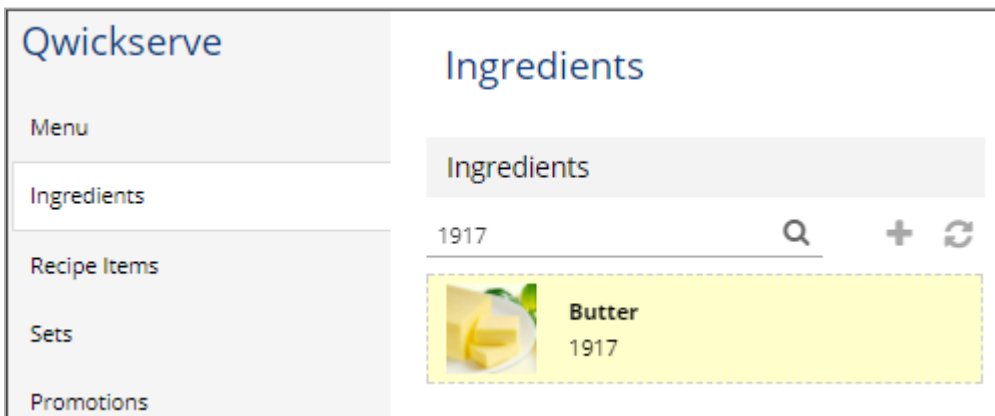 Qwickserve
Menu
Ingredients
Recipe Items
Sets
Promotions
Ingredients
Ingredients
1917
Butter
1917